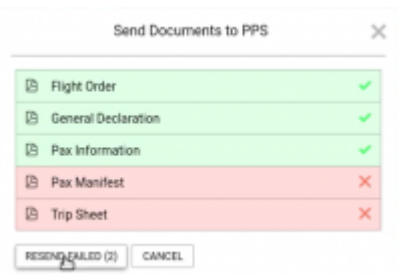 Send Documents to PPS
Flight Order
General Declaration
Pax Information
Pax Manifest
Trip Sheet
RESEND FAILED (2) CANCEL